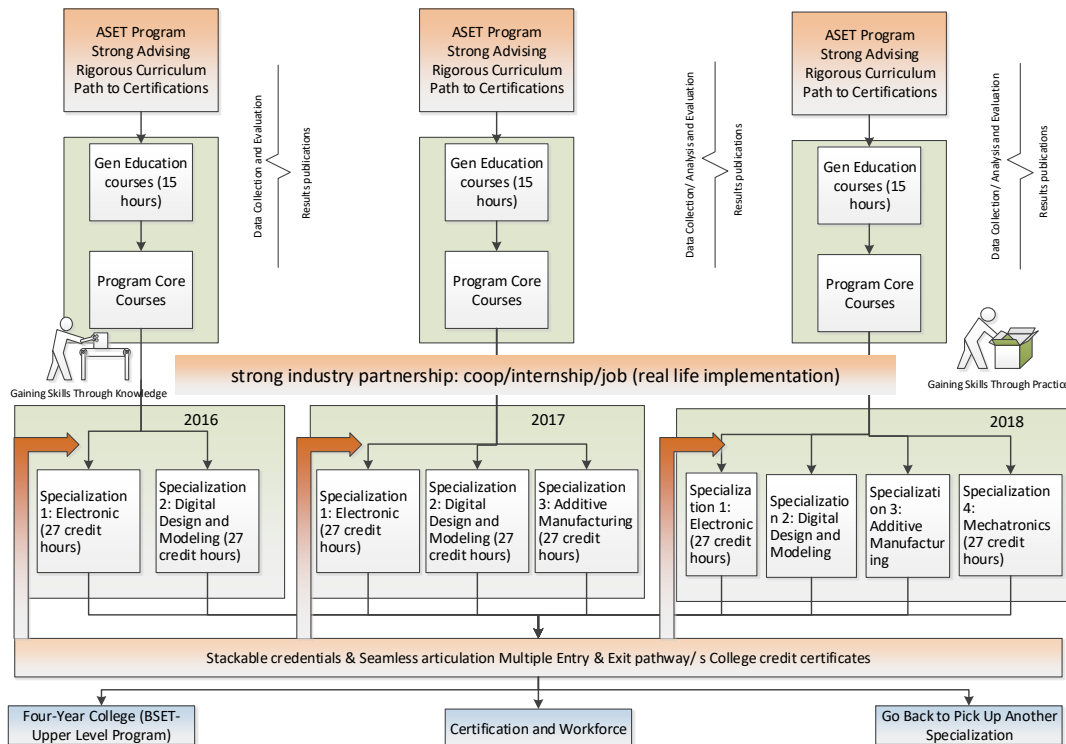 ASET Program
Strong Advising
Rigorous Curriculum
Path to Certifications
ASET Program
Strong Advising
Rigorous Curriculum
Path to Certifications
ASET Program
Strong Advising
Rigorous Curriculum
Path to Certifications
Gen Education
courses (15
hours)
Data Collection and Evaluation
Results publications
Gen Education
courses (15
hours)
Data Collection/ Analysis and Evaluation
Results publications
Gen Education
courses (15
hours)
Data Collection/ Analysis and Evaluation
Results publications
Program Core
Courses
Program Core
Courses
Program Core
Courses
Gaining Skills Through Knowledge
strong industry partnership: coop/internship/job (real life implementation)
Gaining Skills Through Practice
2016
Specialization
1: Electronic
(27 credit
hours)
Specialization
2: Digital
Design and
Modeling (27
credit hours)
2017
Specialization
1: Electronic
(27 credit
hours)
Specialization
2: Digital
Design and
Modeling (27
credit hours)
Specialization
3: Additive
Manufacturing
(27 credit
hours)
2018
Specializa
tion 1:
Electronic
(27 credit
hours)
Specializatio
n 2: Digital
Design and
Modeling
Specializati
on 3:
Additive
Manufactur
ing
Specialization
4:
Mechatronics
(27 credit
hours)
Stackable credentials & Seamless articulation Multiple Entry & Exit pathway/ s College credit certificates
Four-Year College (BSET-
Upper Level Program)
Certification and Workforce
Go Back to Pick Up Another
Specialization